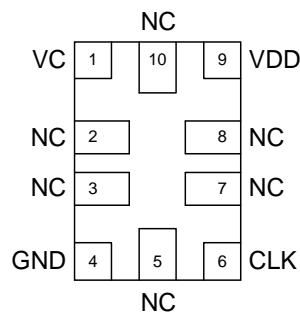 NC
VC 1 10 9 VDD
NC 2 8 NC
NC 3 7 NC
GND 4 5 6 CLK
NC